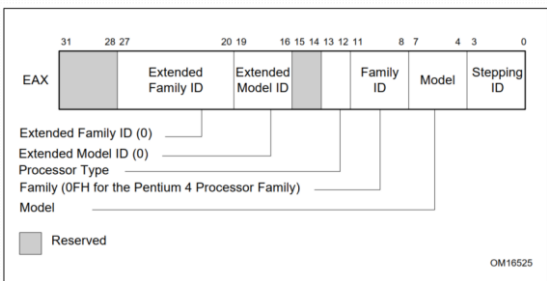 31 28 27 20 19 16 15 14 13 12 11 8 7 4 3 0
EAX
Extended
Family ID
Extended
Model ID
Family
ID
Model
Stepping
ID
Extended Family ID (0)
Extended Model ID (0)
Processor Type
Family (0FH for the Pentium 4 Processor Family)
Model
Reserved
OM16525